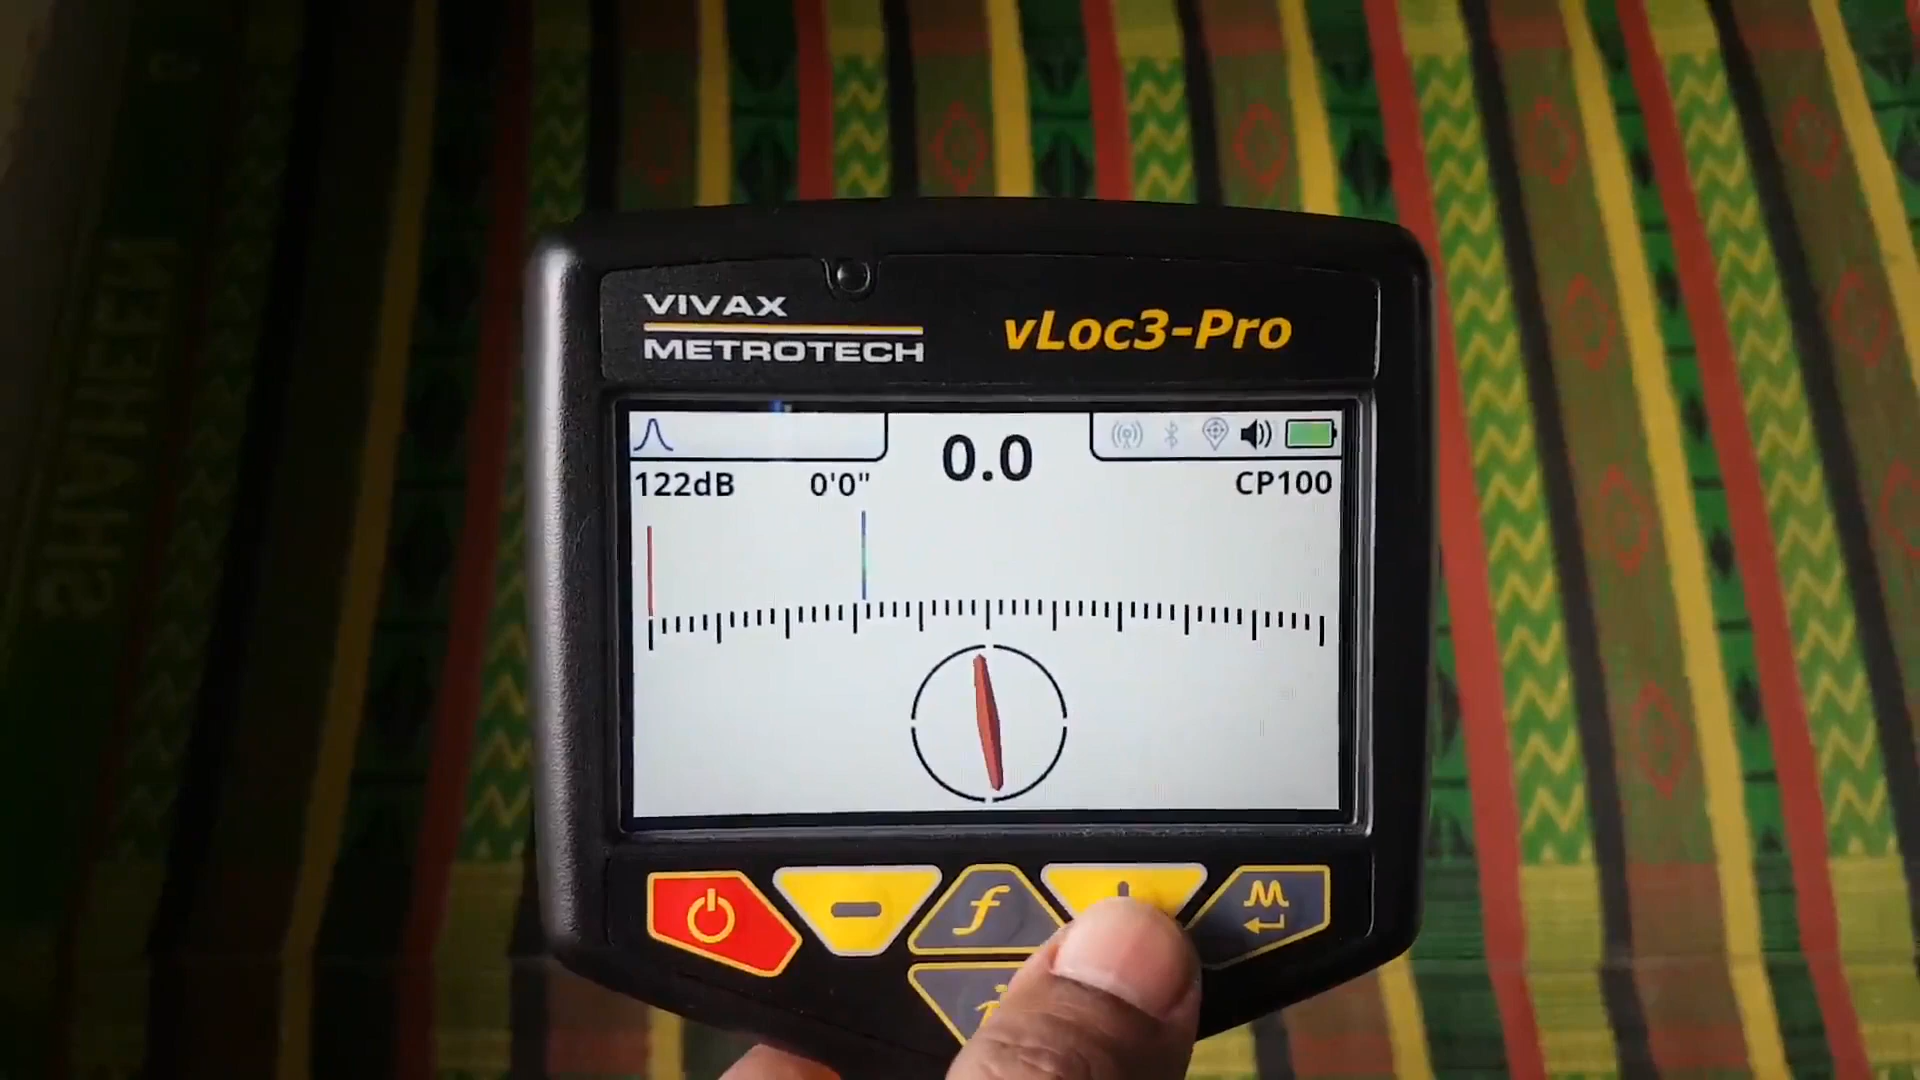 VIVAX
METROTECH
vLoc3-Pro
0.0
122dB
0'0"
CP100
f
M
i